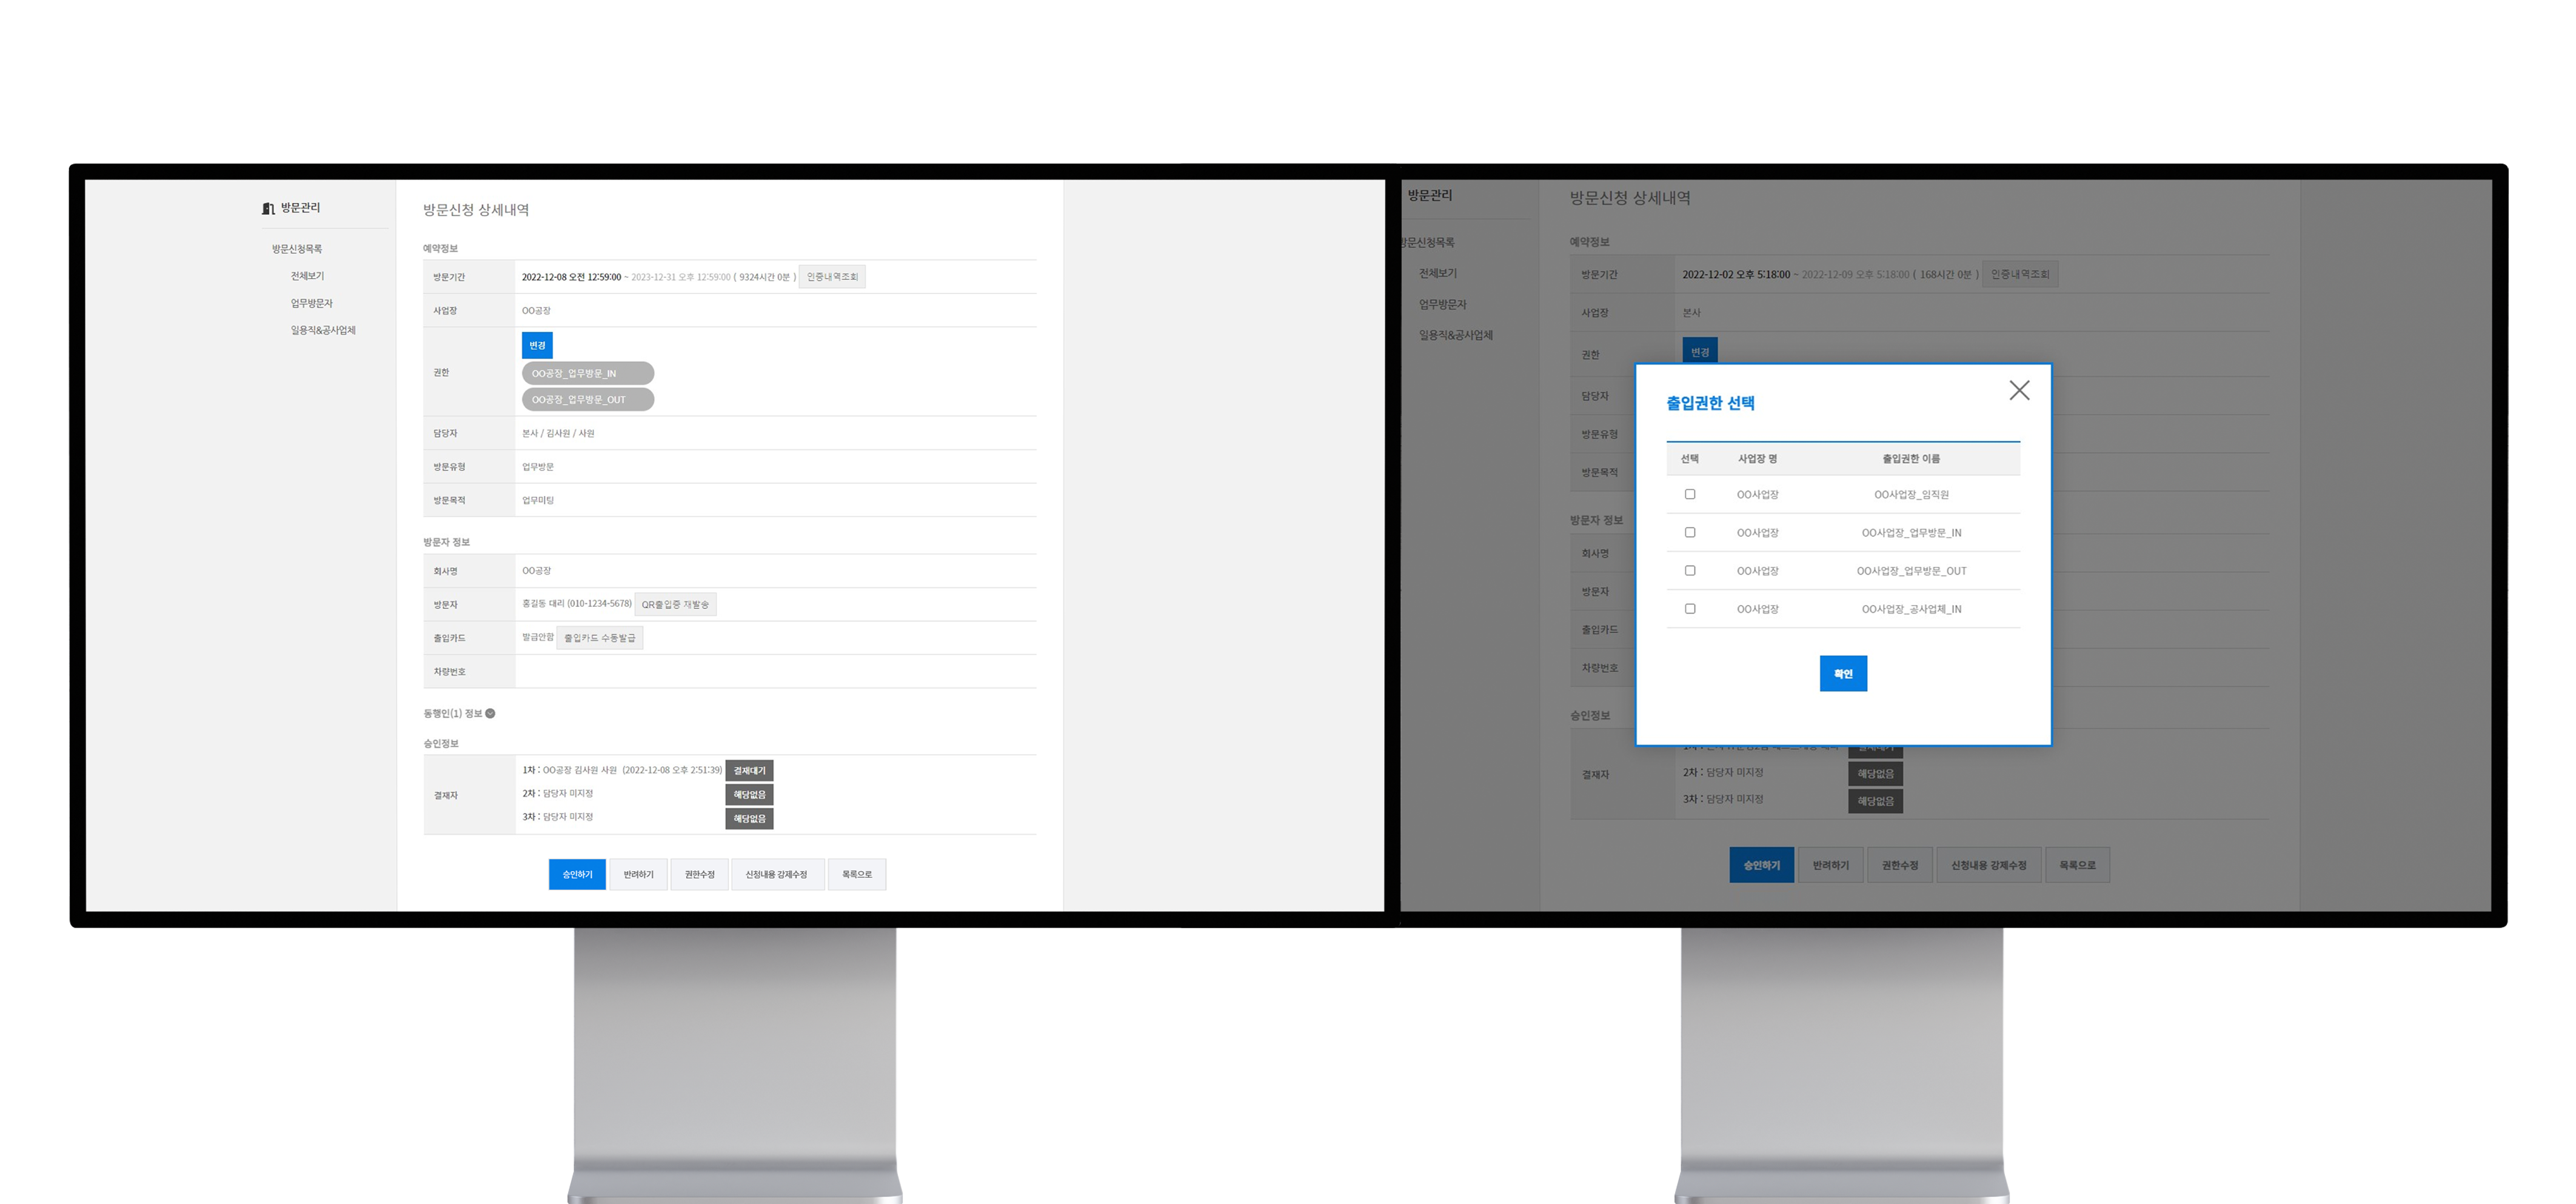 방문관리
방문신청목록
전체보기
업무방문자
일용직&공사업체
방문신청 상세내역
예약정보
방문기간 2022-12-08 오전 12:59:00 ~ 2023-12-31 오후 12:59:00 ( 9324시간 0분 ) 인증내역조회
사업장 OO공장
권한 변경
OO공장_업무방문_IN
OO공장_업무방문_OUT
담당자 본사 / 김사원 / 사원
방문유형 업무방문
방문목적 업무미팅
방문자 정보
회사명 OO공장
방문자 홍길동 대리 (010-1234-5678) QR출입증 재발송
출입카드 발급안함 출입카드 수동발급
차량번호
동행인(1) 정보
승인정보
결재자
1차 : OO공장 김사원 사원 (2022-12-08 오후 2:51:39) 결재대기
2차 : 담당자 미지정 해당없음
3차 : 담당자 미지정 해당없음
승인하기 반려하기 권한수정 신청내용 강제수정 목록으로
방문관리
방문신청목록
전체보기
업무방문자
일용직&공사업체
방문신청 상세내역
예약정보
방문기간 2022-12-02 오후 5:18:00 ~ 2022-12-09 오후 5:18:00 ( 168시간 0분 ) 인증내역조회
사업장 본사
권한 변경
담당자
방문유형
방문목적
방문자 정보
회사명
방문자
출입카드
차량번호
승인정보
결재자
2차 : 담당자 미지정 해당없음
3차 : 담당자 미지정 해당없음
승인하기 반려하기 권한수정 신청내용 강제수정 목록으로
출입권한 선택
선택 사업장 명 출입권한 이름
OO사업장 OO사업장_임직원
OO사업장 OO사업장_업무방문_IN
OO사업장 OO사업장_업무방문_OUT
OO사업장 OO사업장_공사업체_IN
확인